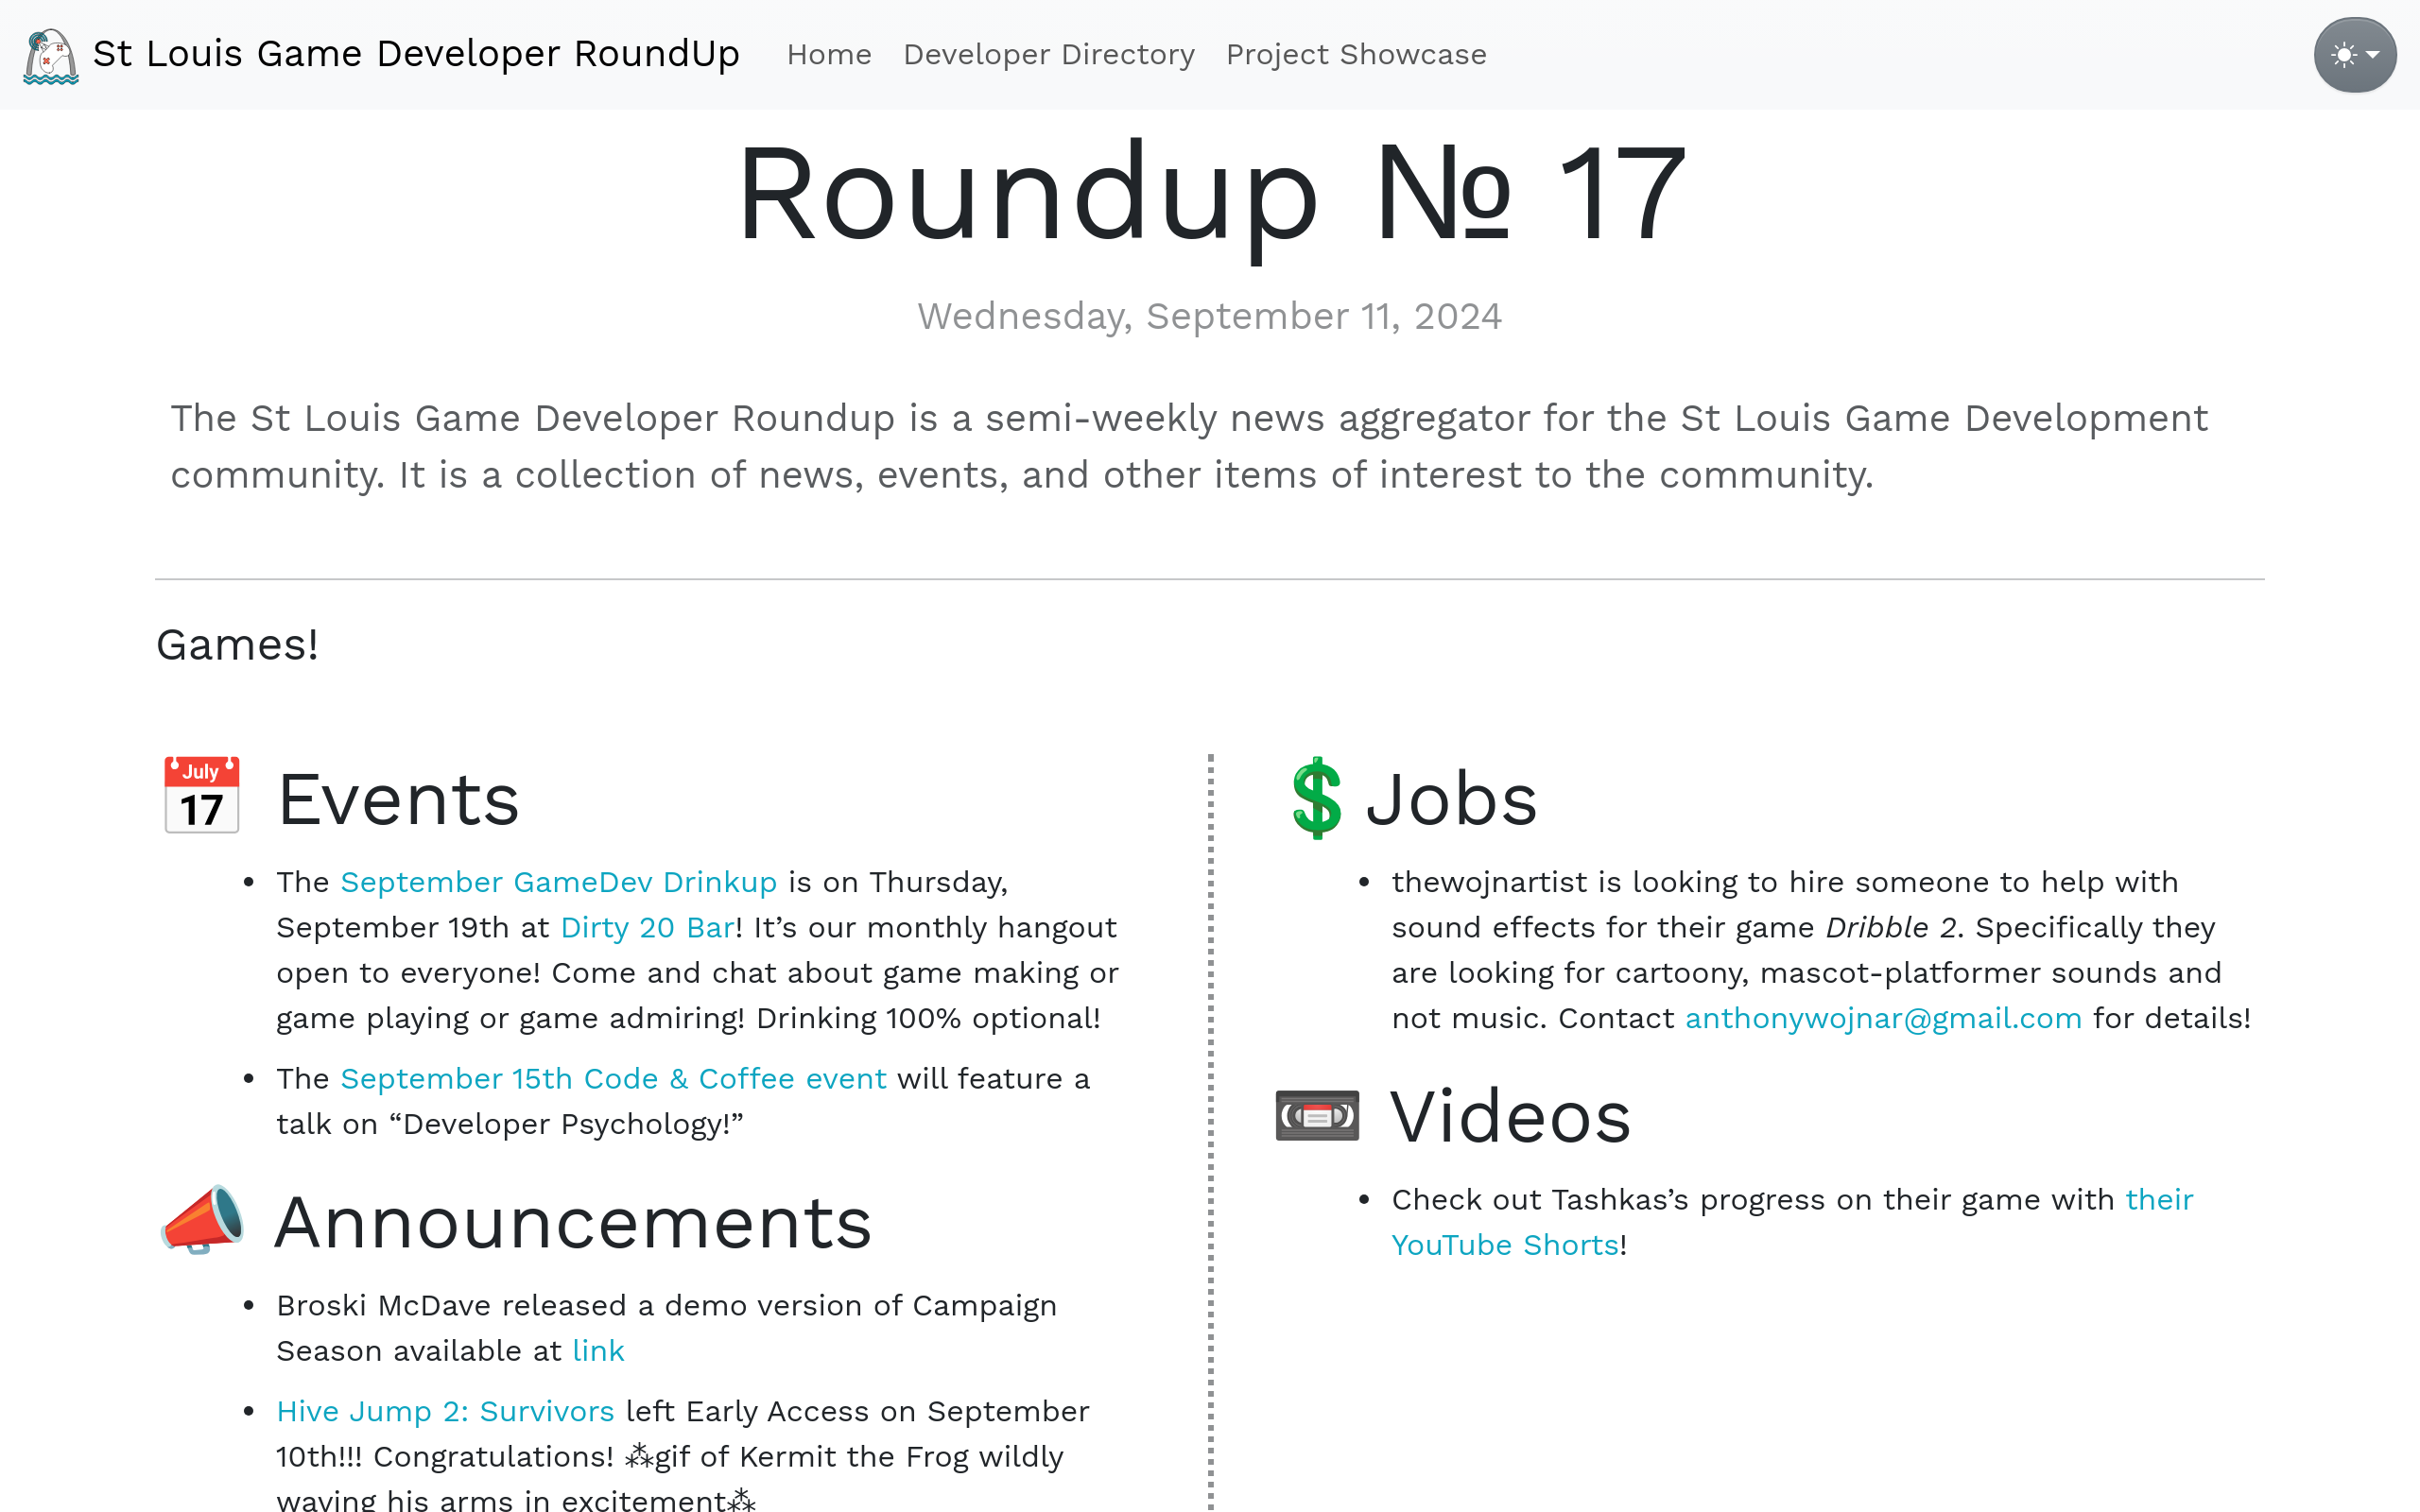 St Louis Game Developer RoundUp Home Developer Directory Project Showcase
Roundup № 17
Wednesday, September 11, 2024
The St Louis Game Developer Roundup is a semi-weekly news aggregator for the St Louis Game Development
community. It is a collection of news, events, and other items of interest to the community.
Games!
July
17
Events
• The September GameDev Drinkup is on Thursday,
September 19th at Dirty 20 Bar! It’s our monthly hangout
open to everyone! Come and chat about game making or
game playing or game admiring! Drinking 100% optional!
• The September 15th Code & Coffee event will feature a
talk on “Developer Psychology!”
Announcements
• Broski McDave released a demo version of Campaign
Season available at link
• Hive Jump 2: Survivors left Early Access on September
10th!!! Congratulations! ⁂gif of Kermit the Frog wildly
waving his arms in excitement⁂
💲Jobs
• thewojnartist is looking to hire someone to help with
sound effects for their game Dribble 2. Specifically they
are looking for cartoony, mascot-platformer sounds and
not music. Contact anthonywojnar@gmail.com for details!
Videos
• Check out Tashkas’s progress on their game with their
YouTube Shorts!